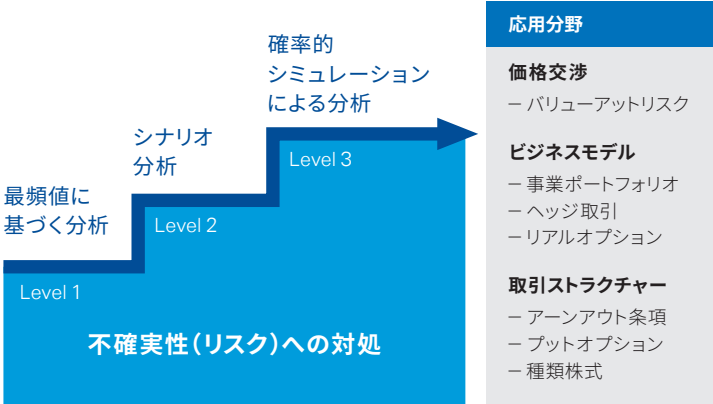 最頻値に
基づく分析
Level 1
シナリオ
分析
Level 2
確率的
シミュレーション
による分析
Level 3
不確実性(リスク)への対処
応用分野
価格交渉
− バリューアットリスク
ビジネスモデル
− 事業ポートフォリオ
− ヘッジ取引
− リアルオプション
取引ストラクチャー
− アーンアウト条項
− プットオプション
− 種類株式